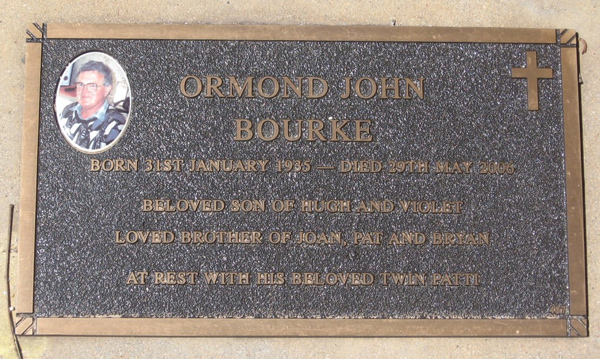 ORMOND JOHN
BOURKE
BORN 31ST JANUARY 1935 — DIED 29TH MAY 2006
BELOVED SON OF HUGH AND VIOLET
LOVED BROTHER OF JOAN, PAT AND BRYAN
AT REST WITH HIS BELOVED TWIN PATTI